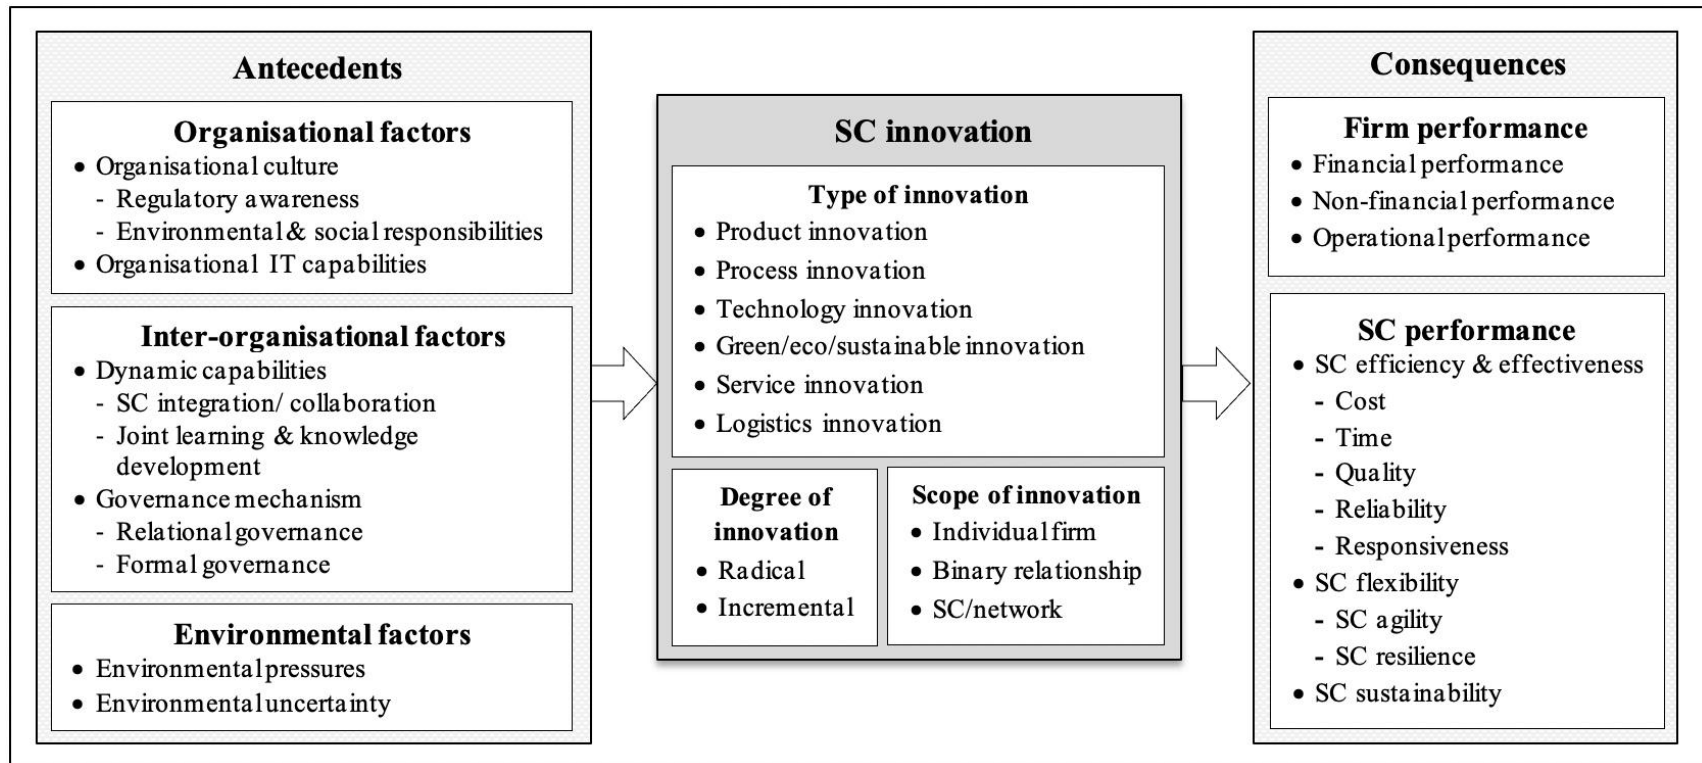 Antecedents
Organisational factors
• Organisational culture
- Regulatory awareness
- Environmental & social responsibilities
• Organisational IT capabilities
Inter-organisational factors
• Dynamic capabilities
- SC integration/ collaboration
- Joint learning & knowledge
development
• Governance mechanism
- Relational governance
- Formal governance
Environmental factors
• Environmental pressures
• Environmental uncertainty
SC innovation
Type of innovation
• Product innovation
• Process innovation
• Technology innovation
• Green/eco/sustainable innovation
• Service innovation
• Logistics innovation
Degree of
innovation
• Radical
• Incremental
Scope of innovation
• Individual firm
• Binary relationship
• SC/network
Consequences
Firm performance
• Financial performance
• Non-financial performance
• Operational performance
SC performance
• SC efficiency & effectiveness
- Cost
- Time
- Quality
- Reliability
- Responsiveness
• SC flexibility
- SC agility
- SC resilience
• SC sustainability